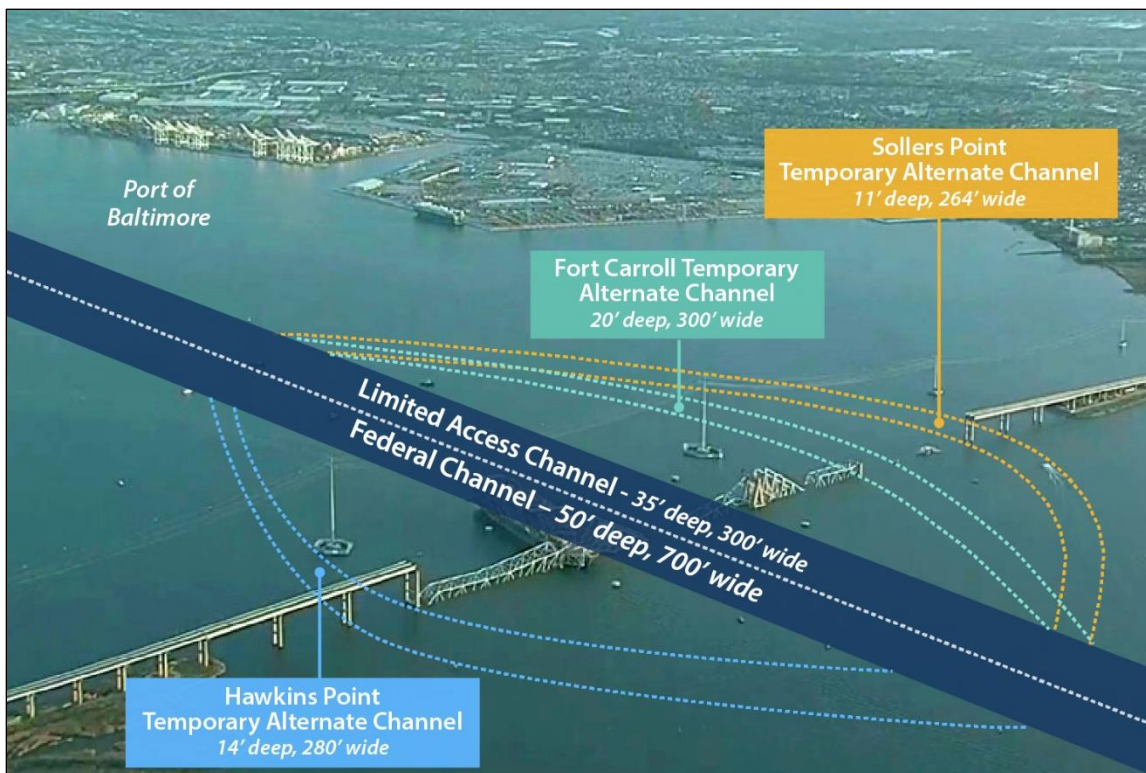 Sollers Point
Temporary Alternate Channel
11’ deep, 264’ wide
Port of
Baltimore
Fort Carroll Temporary
Alternate Channel
20’ deep, 300’ wide
Limited Access Channel - 35’ deep, 300’ wide
Federal Channel – 50’ deep, 700’ wide
Hawkins Point
Temporary Alternate Channel
14’ deep, 280’ wide